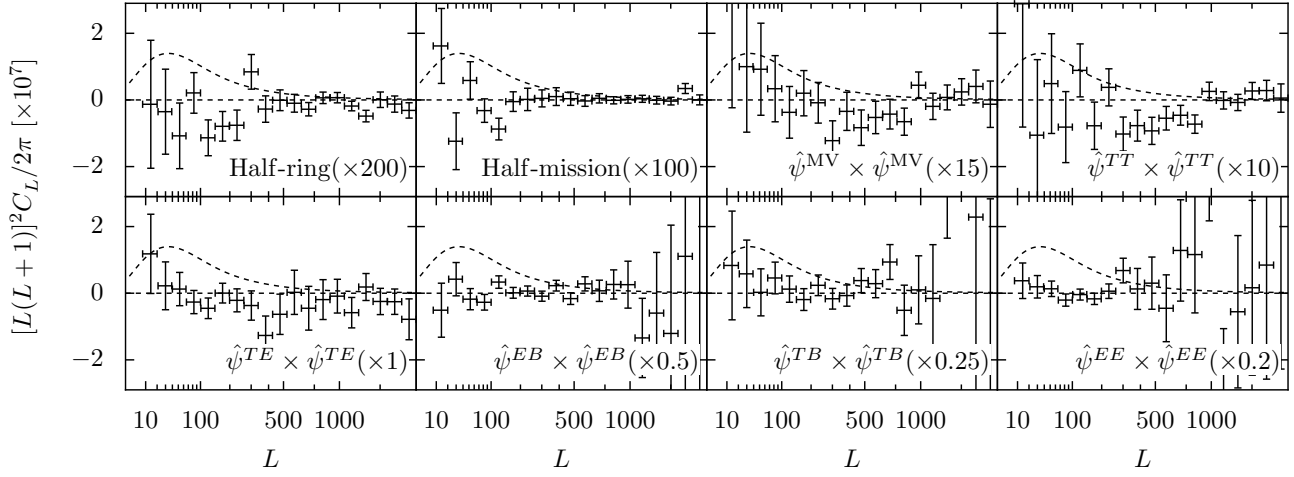 [L(L + 1)]²C_L/2π [×10⁷]
2
0
−2
Half-ring(×200)
Half-mission(×100)
ψ̂^MV × ψ̂^MV(×15)
ψ̂^TT × ψ̂^TT(×10)
2
0
−2
ψ̂^TE × ψ̂^TE(×1)
ψ̂^EB × ψ̂^EB(×0.5)
ψ̂^TB × ψ̂^TB(×0.25)
ψ̂^EE × ψ̂^EE(×0.2)
10 100 500 1000
10 100 500 1000
10 100 500 1000
10 100 500 1000
L
L
L
L